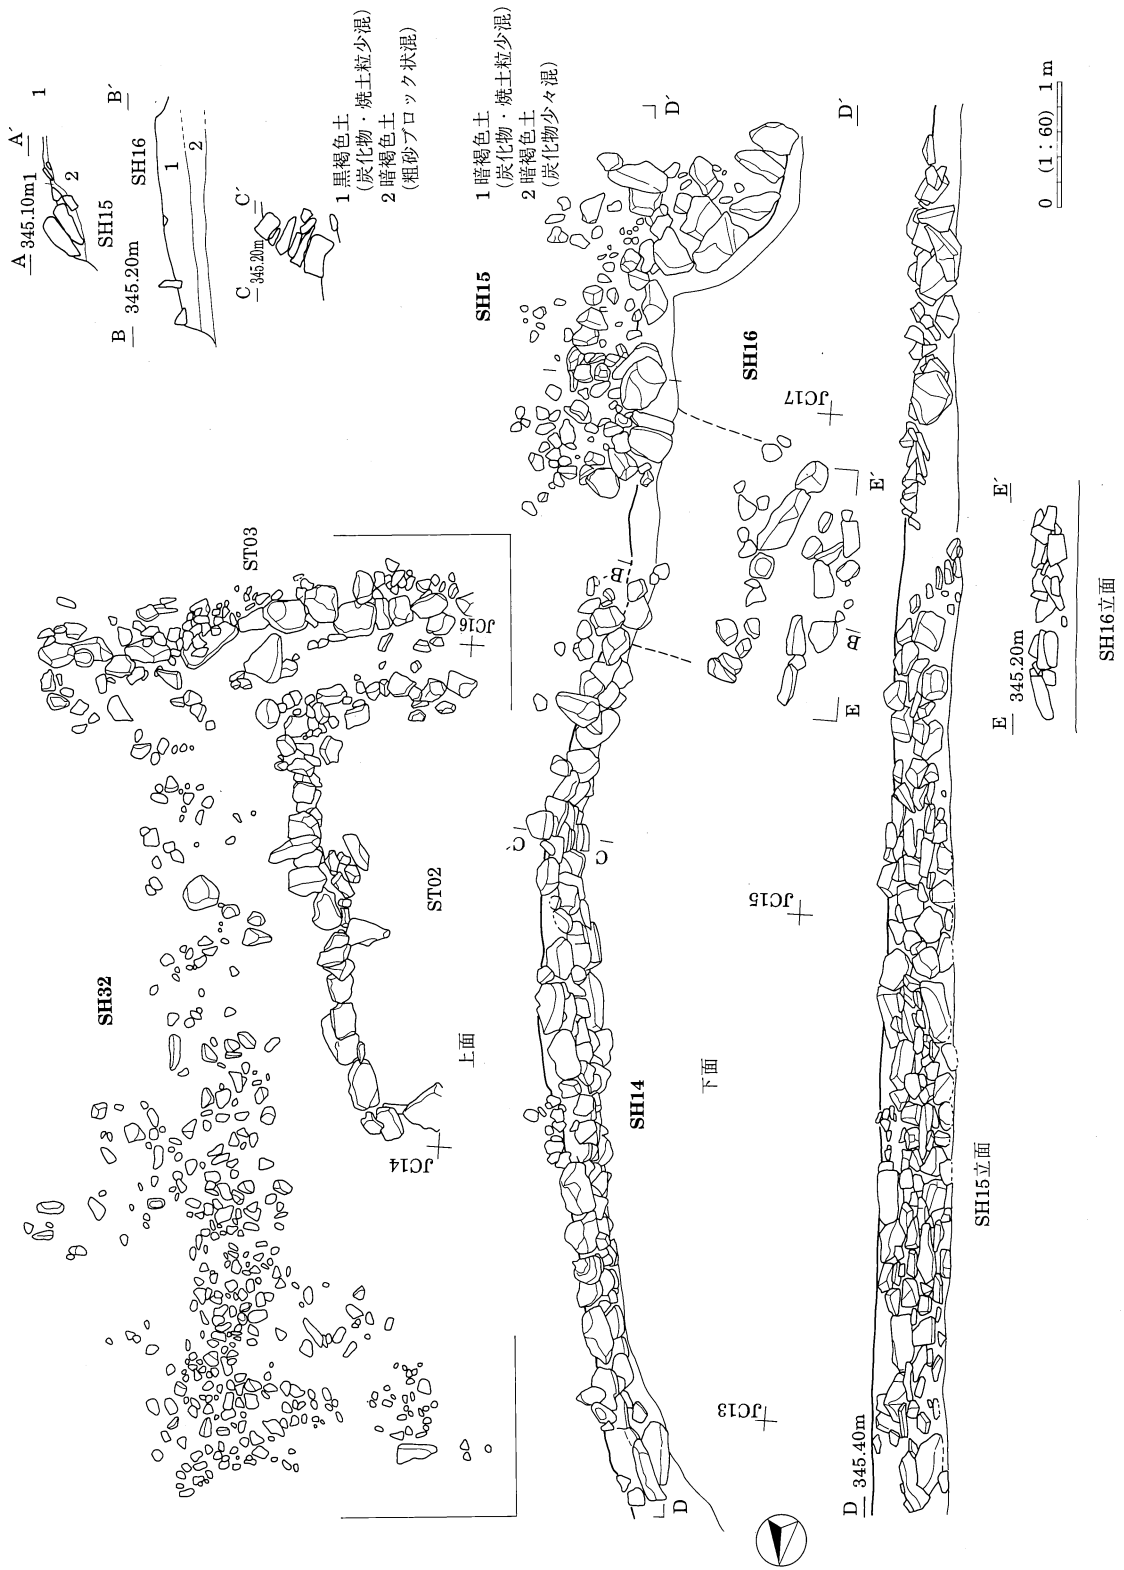 A 345.10m A´
1
1
2
SH15
B 345.20m B´
SH16
1
2
C 345.20m C´
1 黒褐色土
(炭化物・焼土粒少混)
2 暗褐色土
(粗砂ブロック状混)
SH15
1 暗褐色土
(炭化物・焼土粒少混)
2 暗褐色土
(炭化物少々混)
D´
D´
0 (1:60) 1m
ST03
JC16
SH16
JC17
B´
E´
B
E
E´
E 345.20m
SH16立面
SH32
ST02
上面
JC14
C´
C
JC15
SH14
下面
JC13
D
SH15立面
D 345.40m